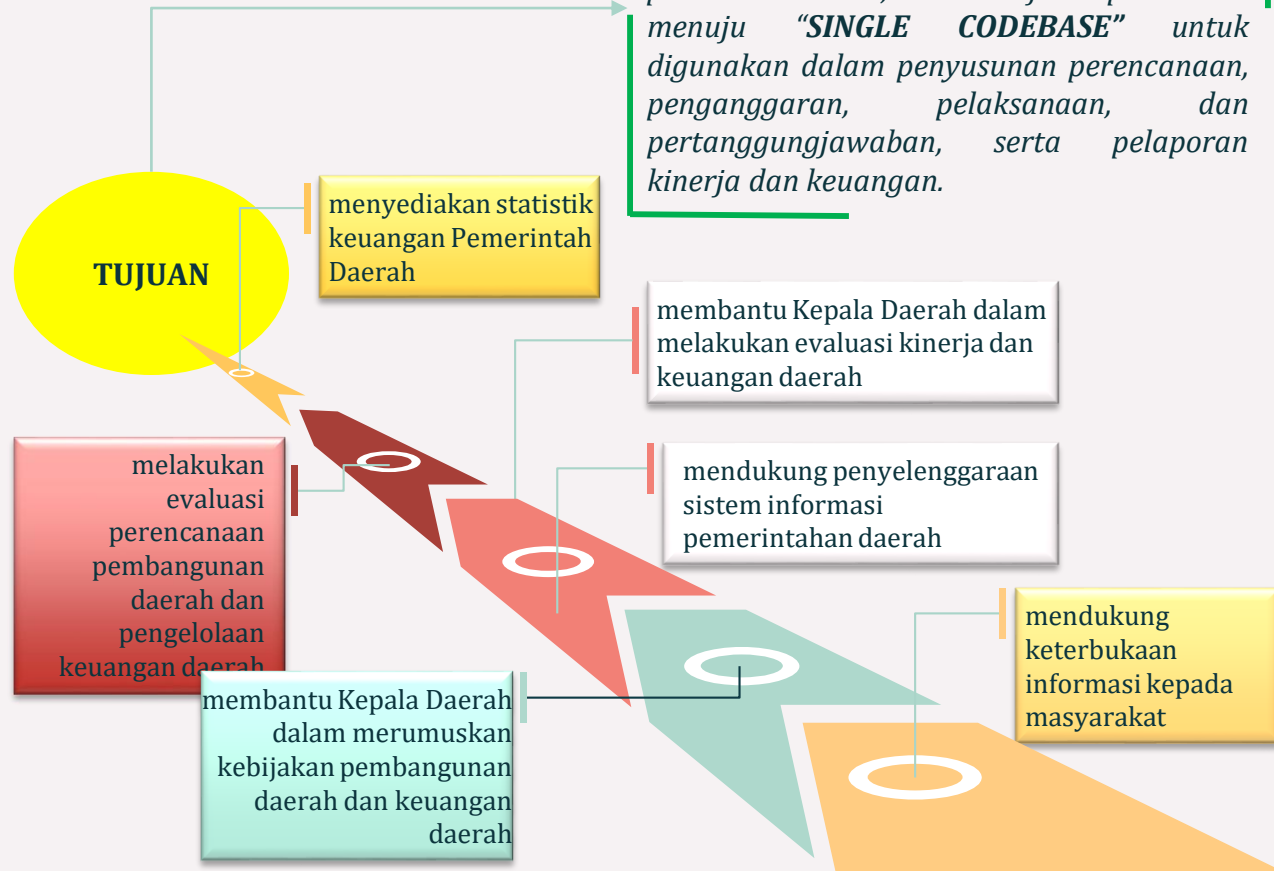 menuju “SINGLE CODEBASE” untuk
digunakan dalam penyusunan perencanaan,
penganggaran, pelaksanaan, dan
pertanggungjawaban, serta pelaporan
kinerja dan keuangan.
TUJUAN
menyediakan statistik
keuangan Pemerintah
Daerah
membantu Kepala Daerah dalam
melakukan evaluasi kinerja dan
keuangan daerah
melakukan
evaluasi
perencanaan
pembangunan
daerah dan
pengelolaan
keuangan daerah
mendukung penyelenggaraan
sistem informasi
pemerintahan daerah
mendukung
keterbukaan
informasi kepada
masyarakat
membantu Kepala Daerah
dalam merumuskan
kebijakan pembangunan
daerah dan keuangan
daerah